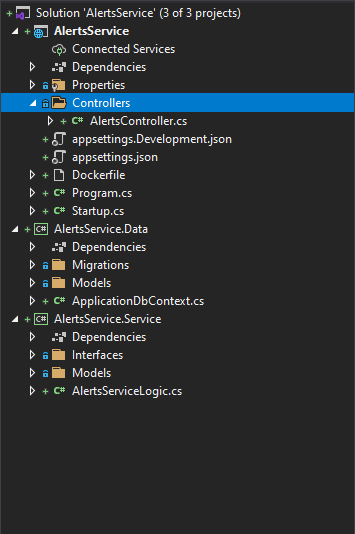 Solution 'AlertsService' (3 of 3 projects)
AlertsService
Connected Services
Dependencies
Properties
Controllers
C# AlertsController.cs
appsettings.Development.json
appsettings.json
Dockerfile
C# Program.cs
C# Startup.cs
C# AlertsService.Data
Dependencies
Migrations
Models
C# ApplicationDbContext.cs
C# AlertsService.Service
Dependencies
Interfaces
Models
C# AlertsServiceLogic.cs